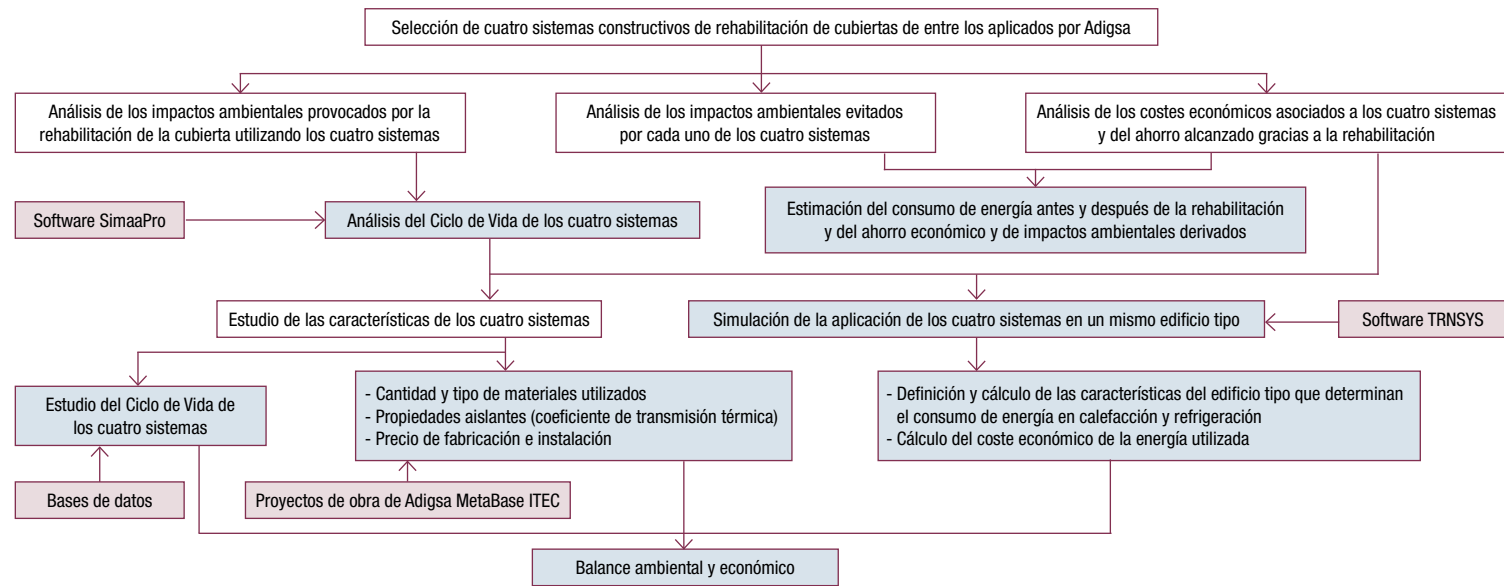 Selección de cuatro sistemas constructivos de rehabilitación de cubiertas de entre los aplicados por Adigsa
Análisis de los impactos ambientales provocados por la
rehabilitación de la cubierta utilizando los cuatro sistemas
Análisis de los impactos ambientales evitados
por cada uno de los cuatro sistemas
Análisis de los costes económicos asociados a los cuatro sistemas
y del ahorro alcanzado gracias a la rehabilitación
Software SimaaPro
Análisis del Ciclo de Vida de los cuatro sistemas
Estimación del consumo de energía antes y después de la rehabilitación
y del ahorro económico y de impactos ambientales derivados
Estudio de las características de los cuatro sistemas
Simulación de la aplicación de los cuatro sistemas en un mismo edificio tipo
Software TRNSYS
Estudio del Ciclo de Vida de
los cuatro sistemas
- Cantidad y tipo de materiales utilizados
- Propiedades aislantes (coeficiente de transmisión térmica)
- Precio de fabricación e instalación
- Definición y cálculo de las características del edificio tipo que determinan
el consumo de energía en calefacción y refrigeración
- Cálculo del coste económico de la energía utilizada
Bases de datos
Proyectos de obra de Adigsa MetaBase ITEC
Balance ambiental y económico